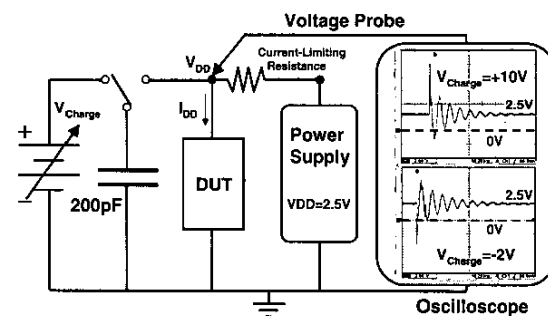 Voltage Probe
V_DD
Current-Limiting
Resistance
V_Charge
I_DD
+
−
200pF
DUT
Power
Supply
VDD=2.5V
V_Charge=+10V
2.5V
0V
2.5V
0V
V_Charge=-2V
Oscilloscope